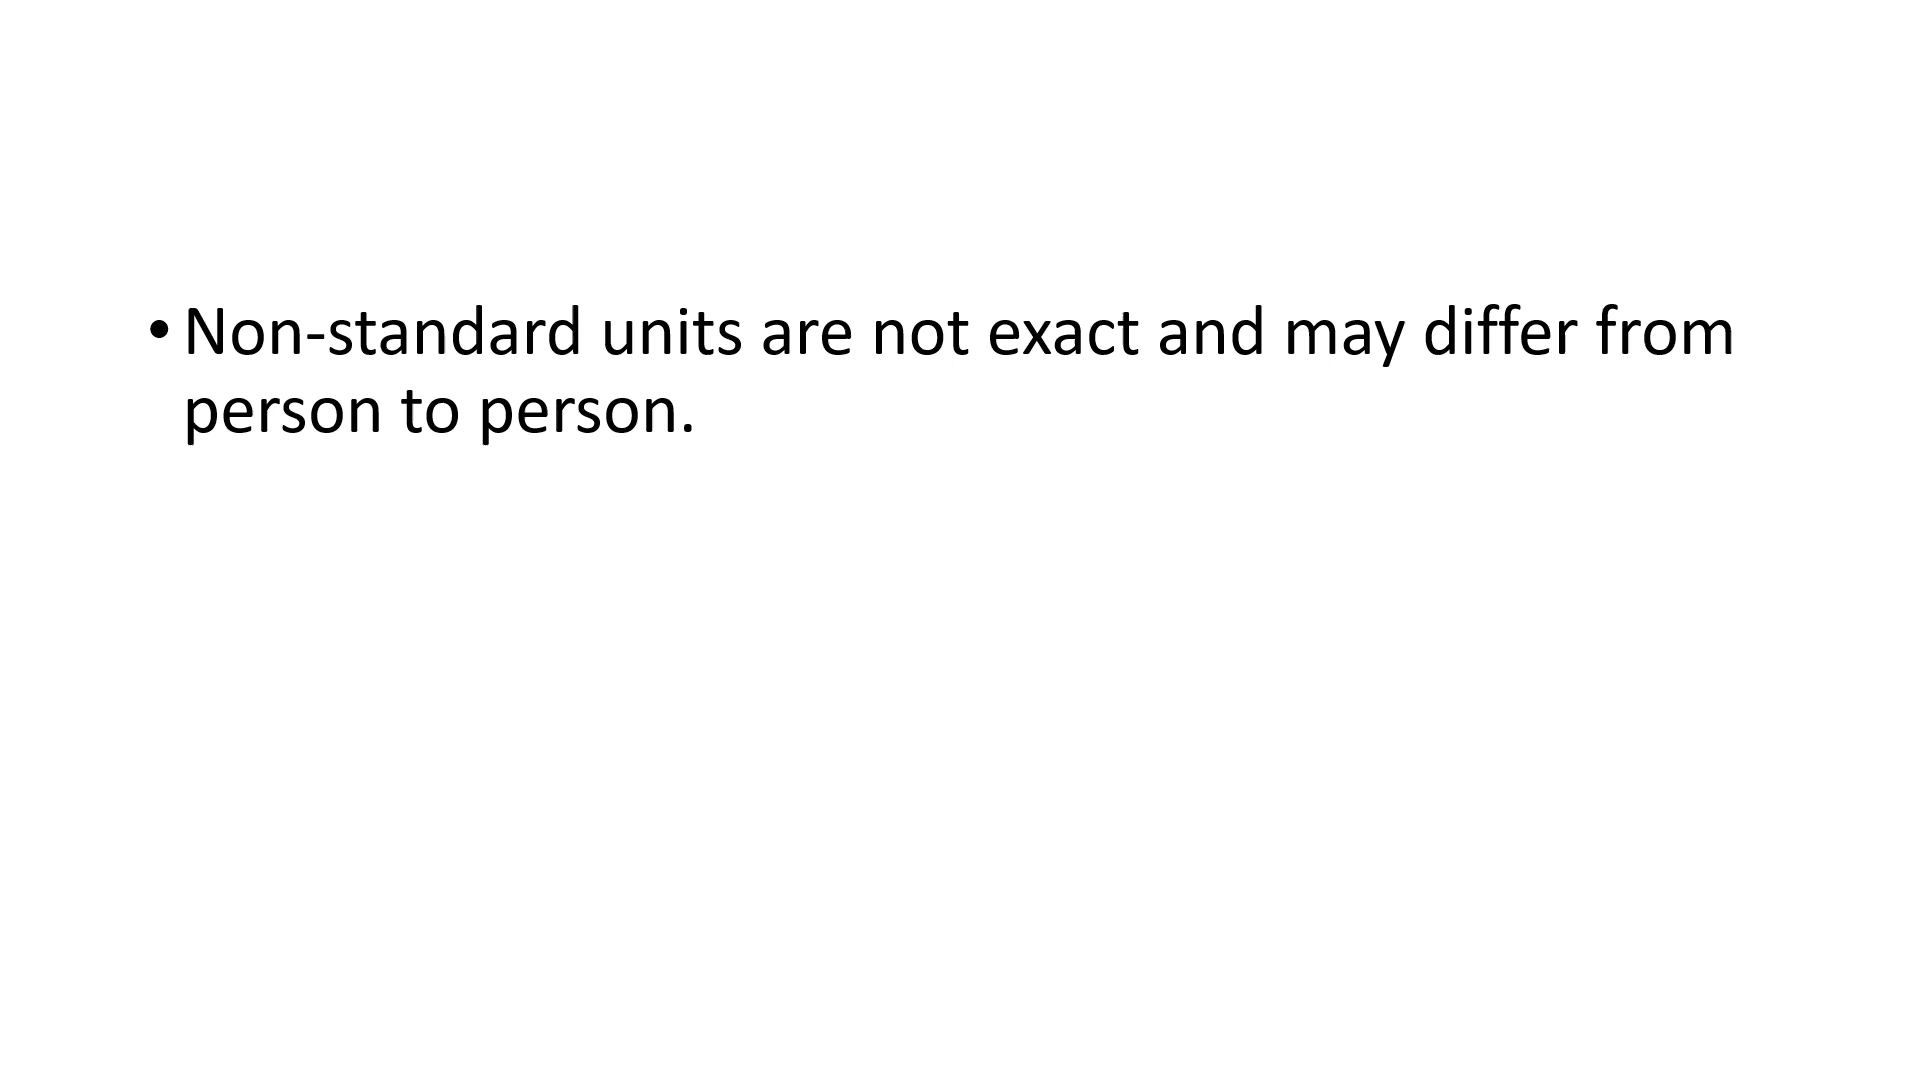 • Non-standard units are not exact and may differ from
person to person.